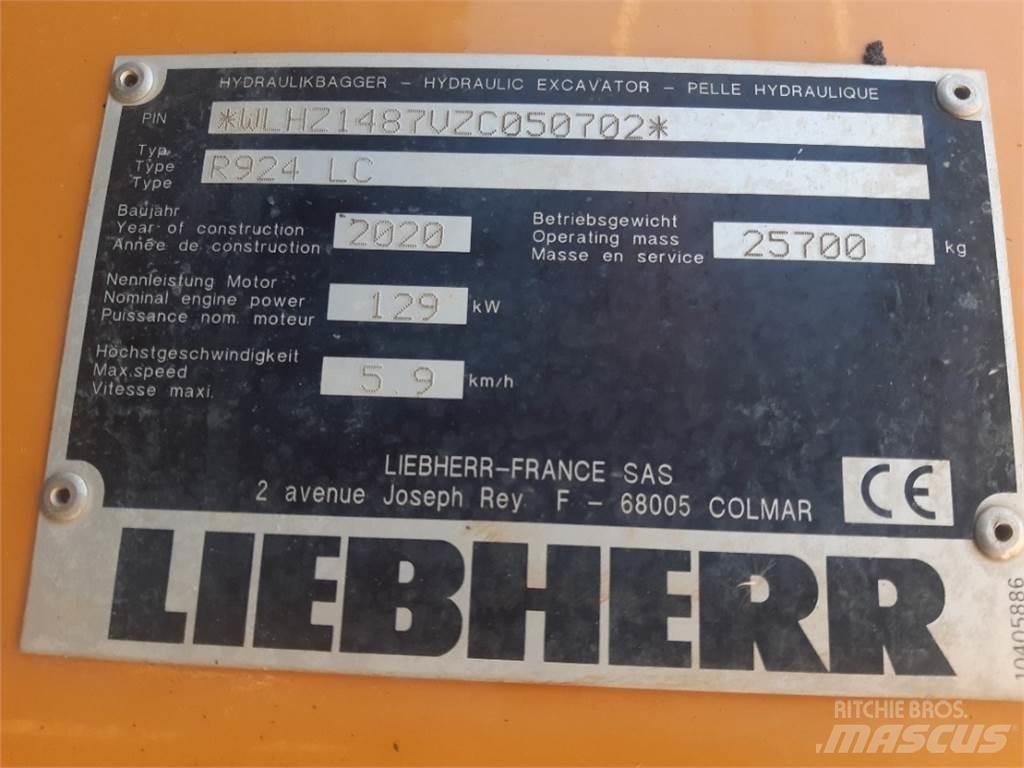 HYDRAULIKBAGGER – HYDRAULIC EXCAVATOR – PELLE HYDRAULIQUE
PIN *WLHZ1487VZC050702*
Typ
Type
Type
R924 LC
Baujahr
Year of construction
Année de construction
2020
Betriebsgewicht
Operating mass
Masse en service
25700 kg
Nennleistung Motor
Nominal engine power
Puissance nom. moteur
129 kW
Höchstgeschwindigkeit
Max.speed
Vitesse maxi.
5.9 km/h
LIEBHERR–FRANCE SAS
2 avenue Joseph Rey F – 68005 COLMAR
CE
LIEBHERR
10405886
RITCHIE BROS.
MASCUS